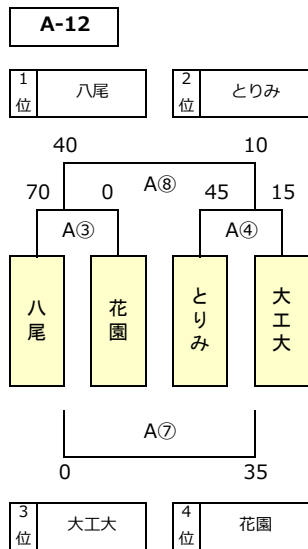 A-12
1位 八尾 2位 とりみ
40 10
A⑧
70 0 45 15
A③ A④
八尾 花園 とりみ 大工大
A⑦
0 35
3位 大工大 4位 花園